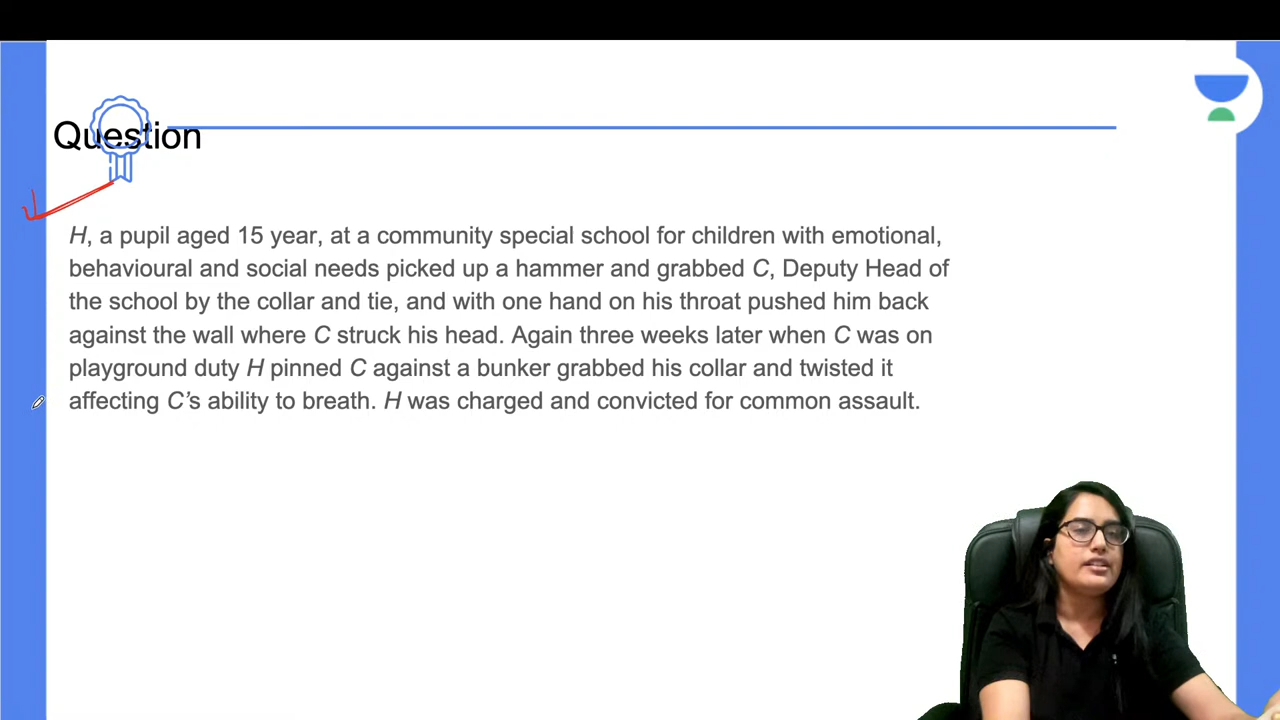 Question
H, a pupil aged 15 year, at a community special school for children with emotional,
behavioural and social needs picked up a hammer and grabbed C, Deputy Head of
the school by the collar and tie, and with one hand on his throat pushed him back
against the wall where C struck his head. Again three weeks later when C was on
playground duty H pinned C against a bunker grabbed his collar and twisted it
affecting C’s ability to breath. H was charged and convicted for common assault.